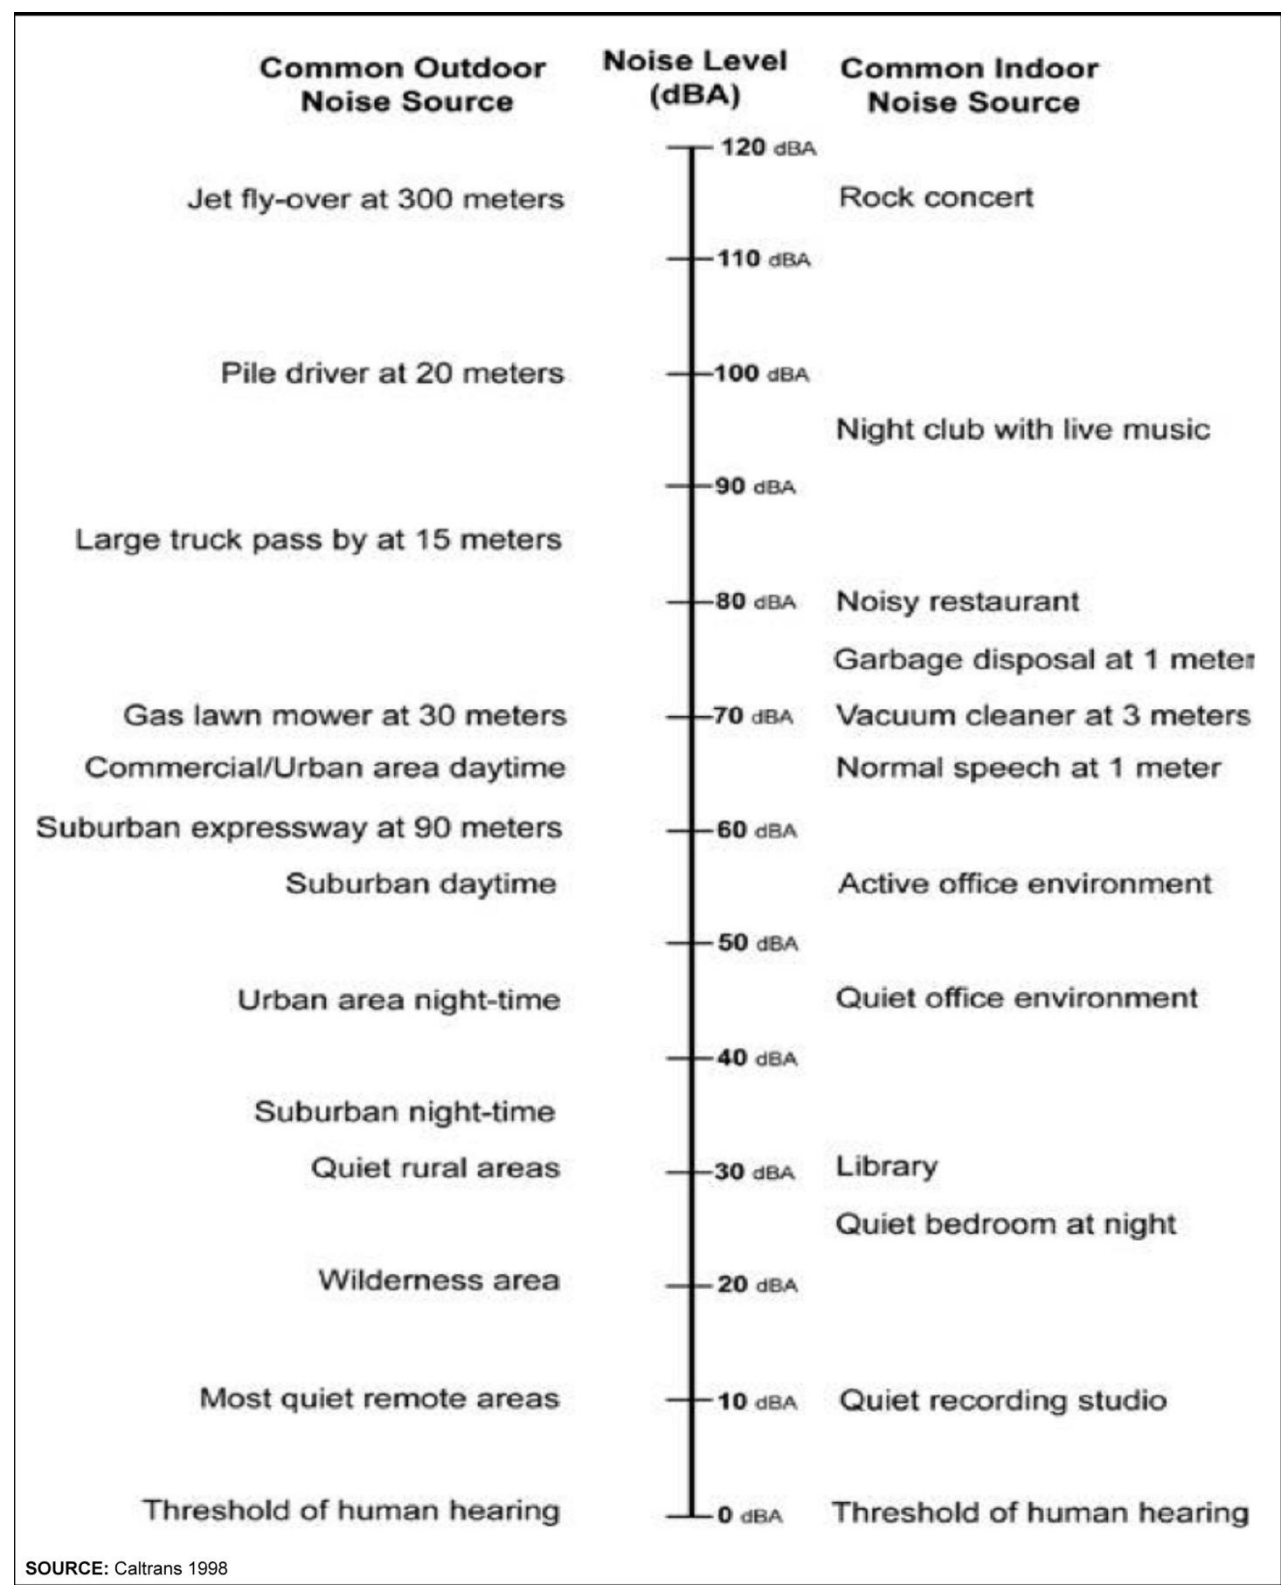 Common Outdoor Noise Level Common Indoor
Noise Source (dBA) Noise Source
120 dBA
Jet fly-over at 300 meters Rock concert
110 dBA
Pile driver at 20 meters 100 dBA
Night club with live music
90 dBA
Large truck pass by at 15 meters
80 dBA Noisy restaurant
Garbage disposal at 1 meter
Gas lawn mower at 30 meters 70 dBA Vacuum cleaner at 3 meters
Commercial/Urban area daytime Normal speech at 1 meter
Suburban expressway at 90 meters 60 dBA
Suburban daytime Active office environment
50 dBA
Urban area night-time Quiet office environment
40 dBA
Suburban night-time
Quiet rural areas 30 dBA Library
Quiet bedroom at night
Wilderness area 20 dBA
Most quiet remote areas 10 dBA Quiet recording studio
Threshold of human hearing 0 dBA Threshold of human hearing
SOURCE: Caltrans 1998